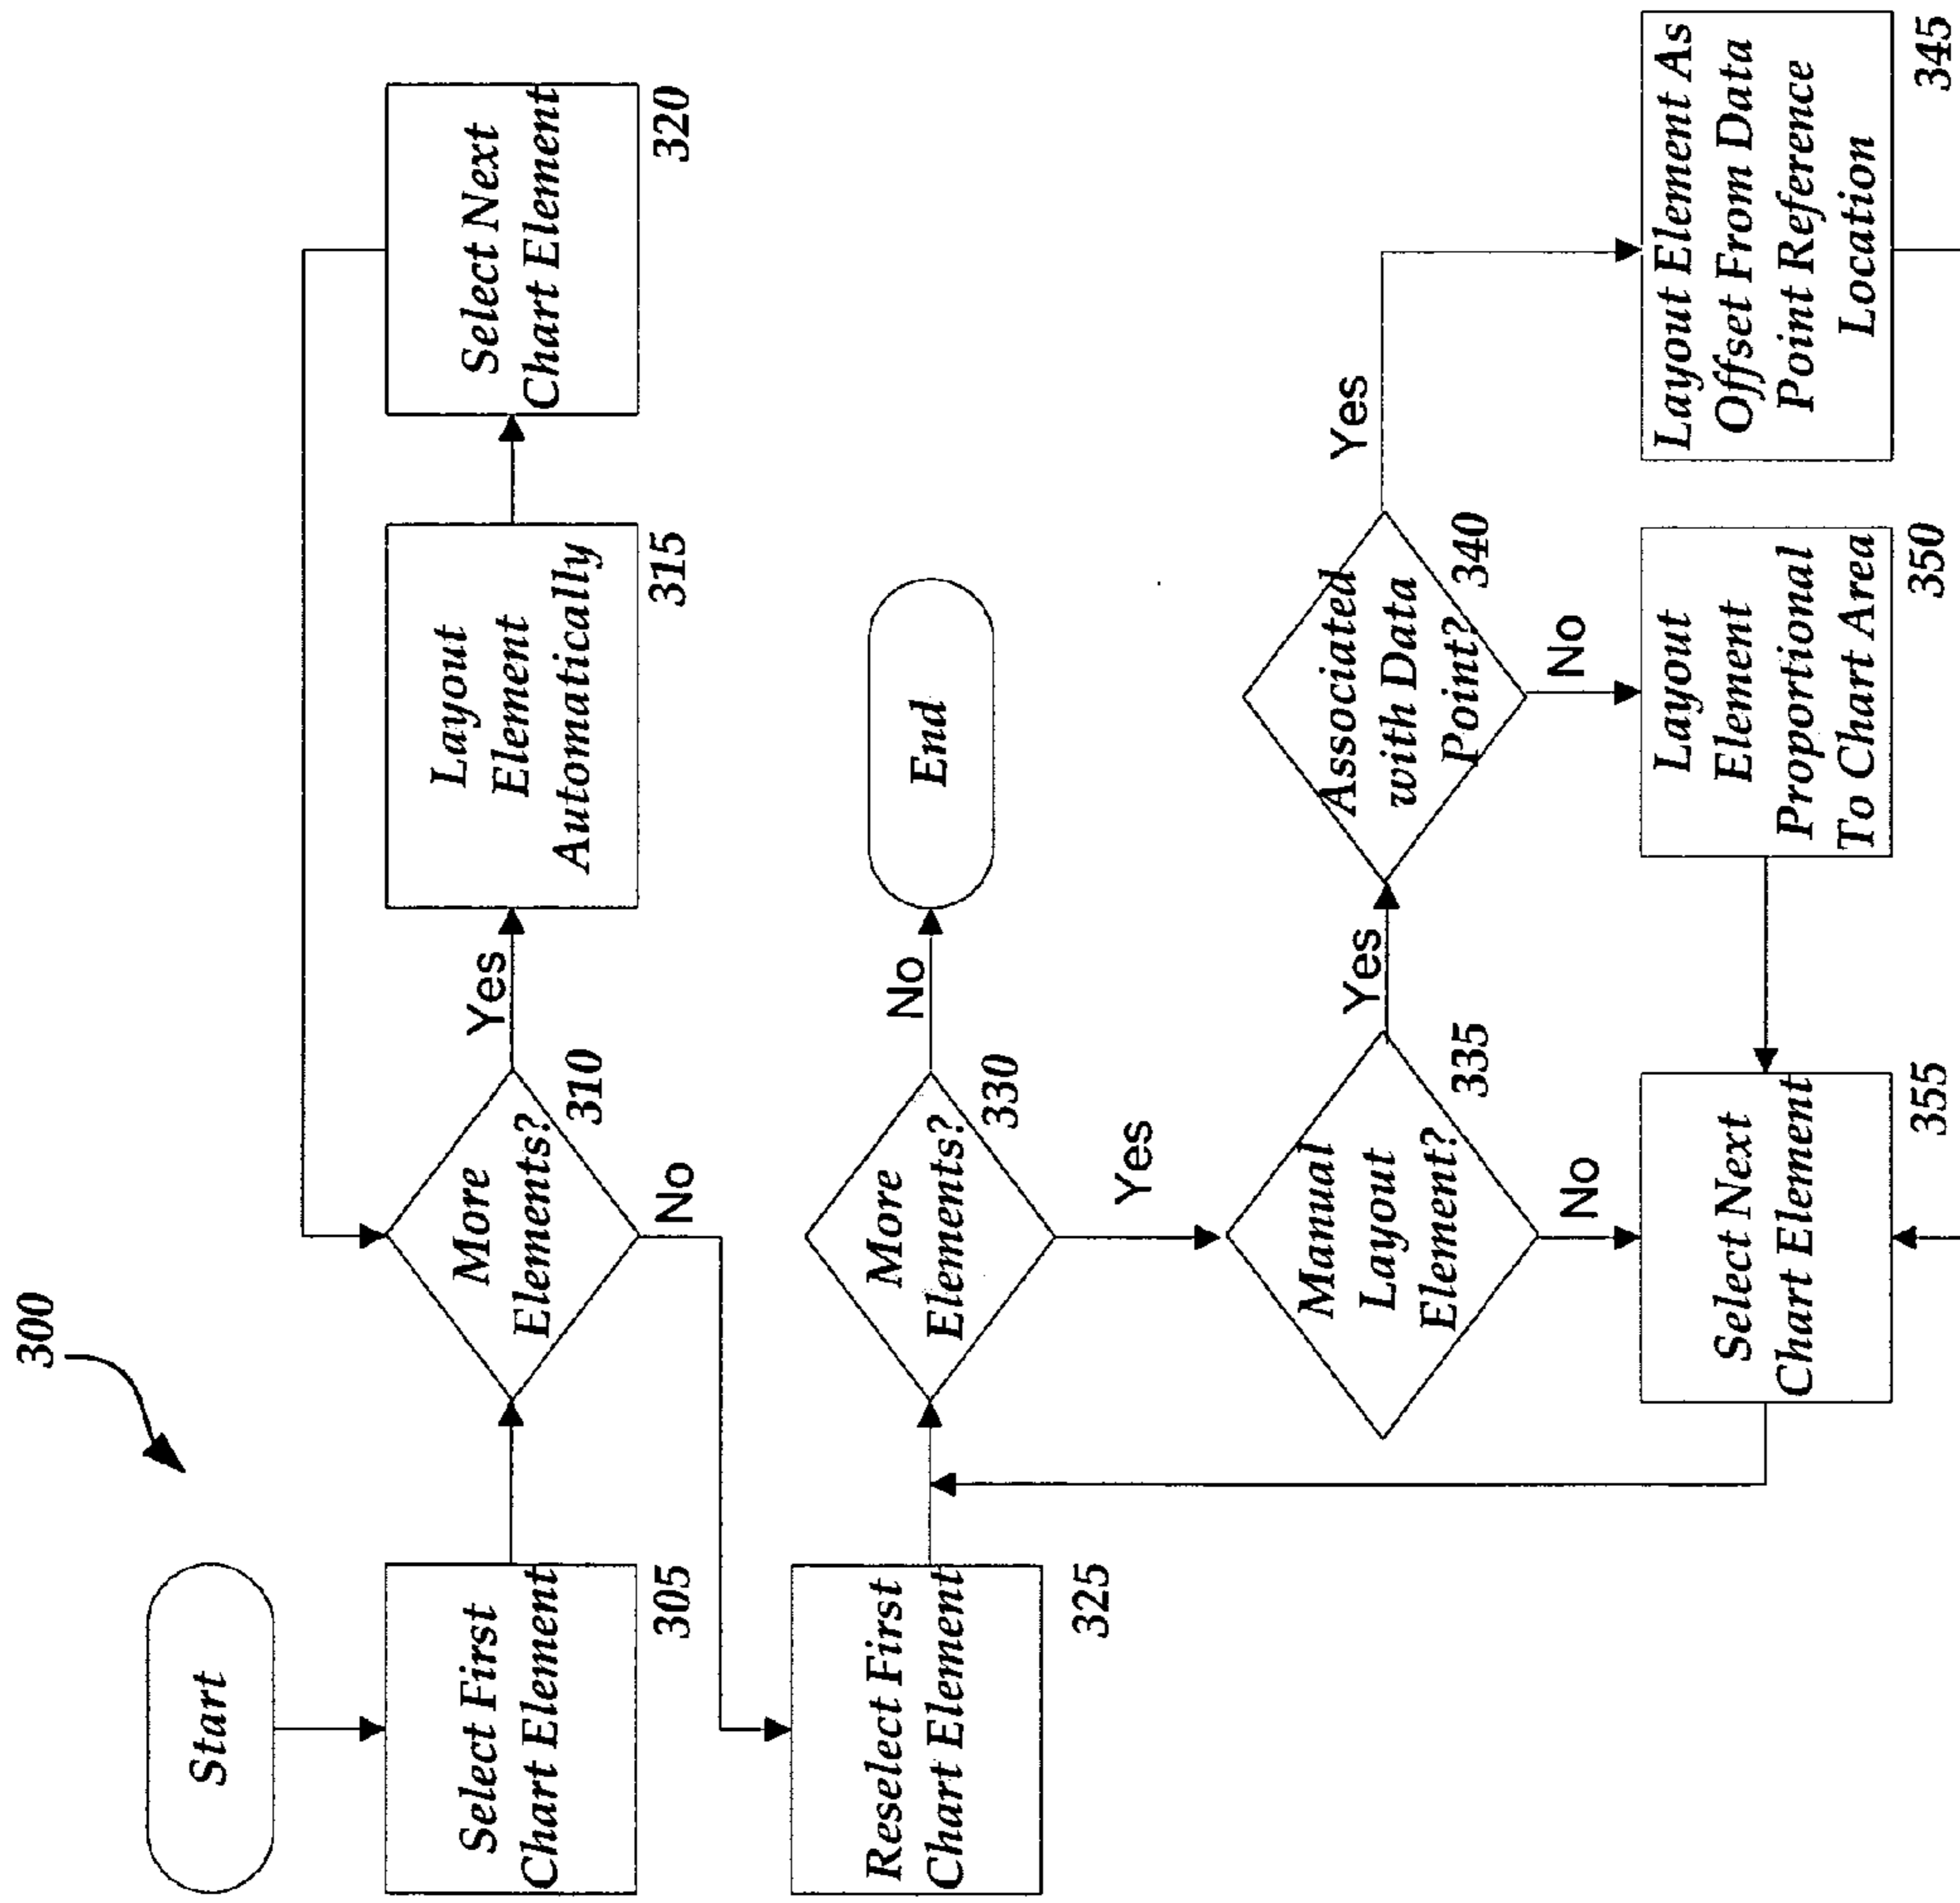 300
Start
Select First
Chart Element
305
More
Elements?
310
Yes
No
Layout
Element
Automatically
315
Select Next
Chart Element
320
Reselect First
Chart Element
325
More
Elements?
330
No
Yes
End
Manual
Layout
Element?
335
Yes
No
Associated
with Data
Point?
340
Yes
No
Layout Element As
Offset From Data
Point Reference
Location
345
Layout
Element
Proportional
To Chart Area
350
Select Next
Chart Element
355